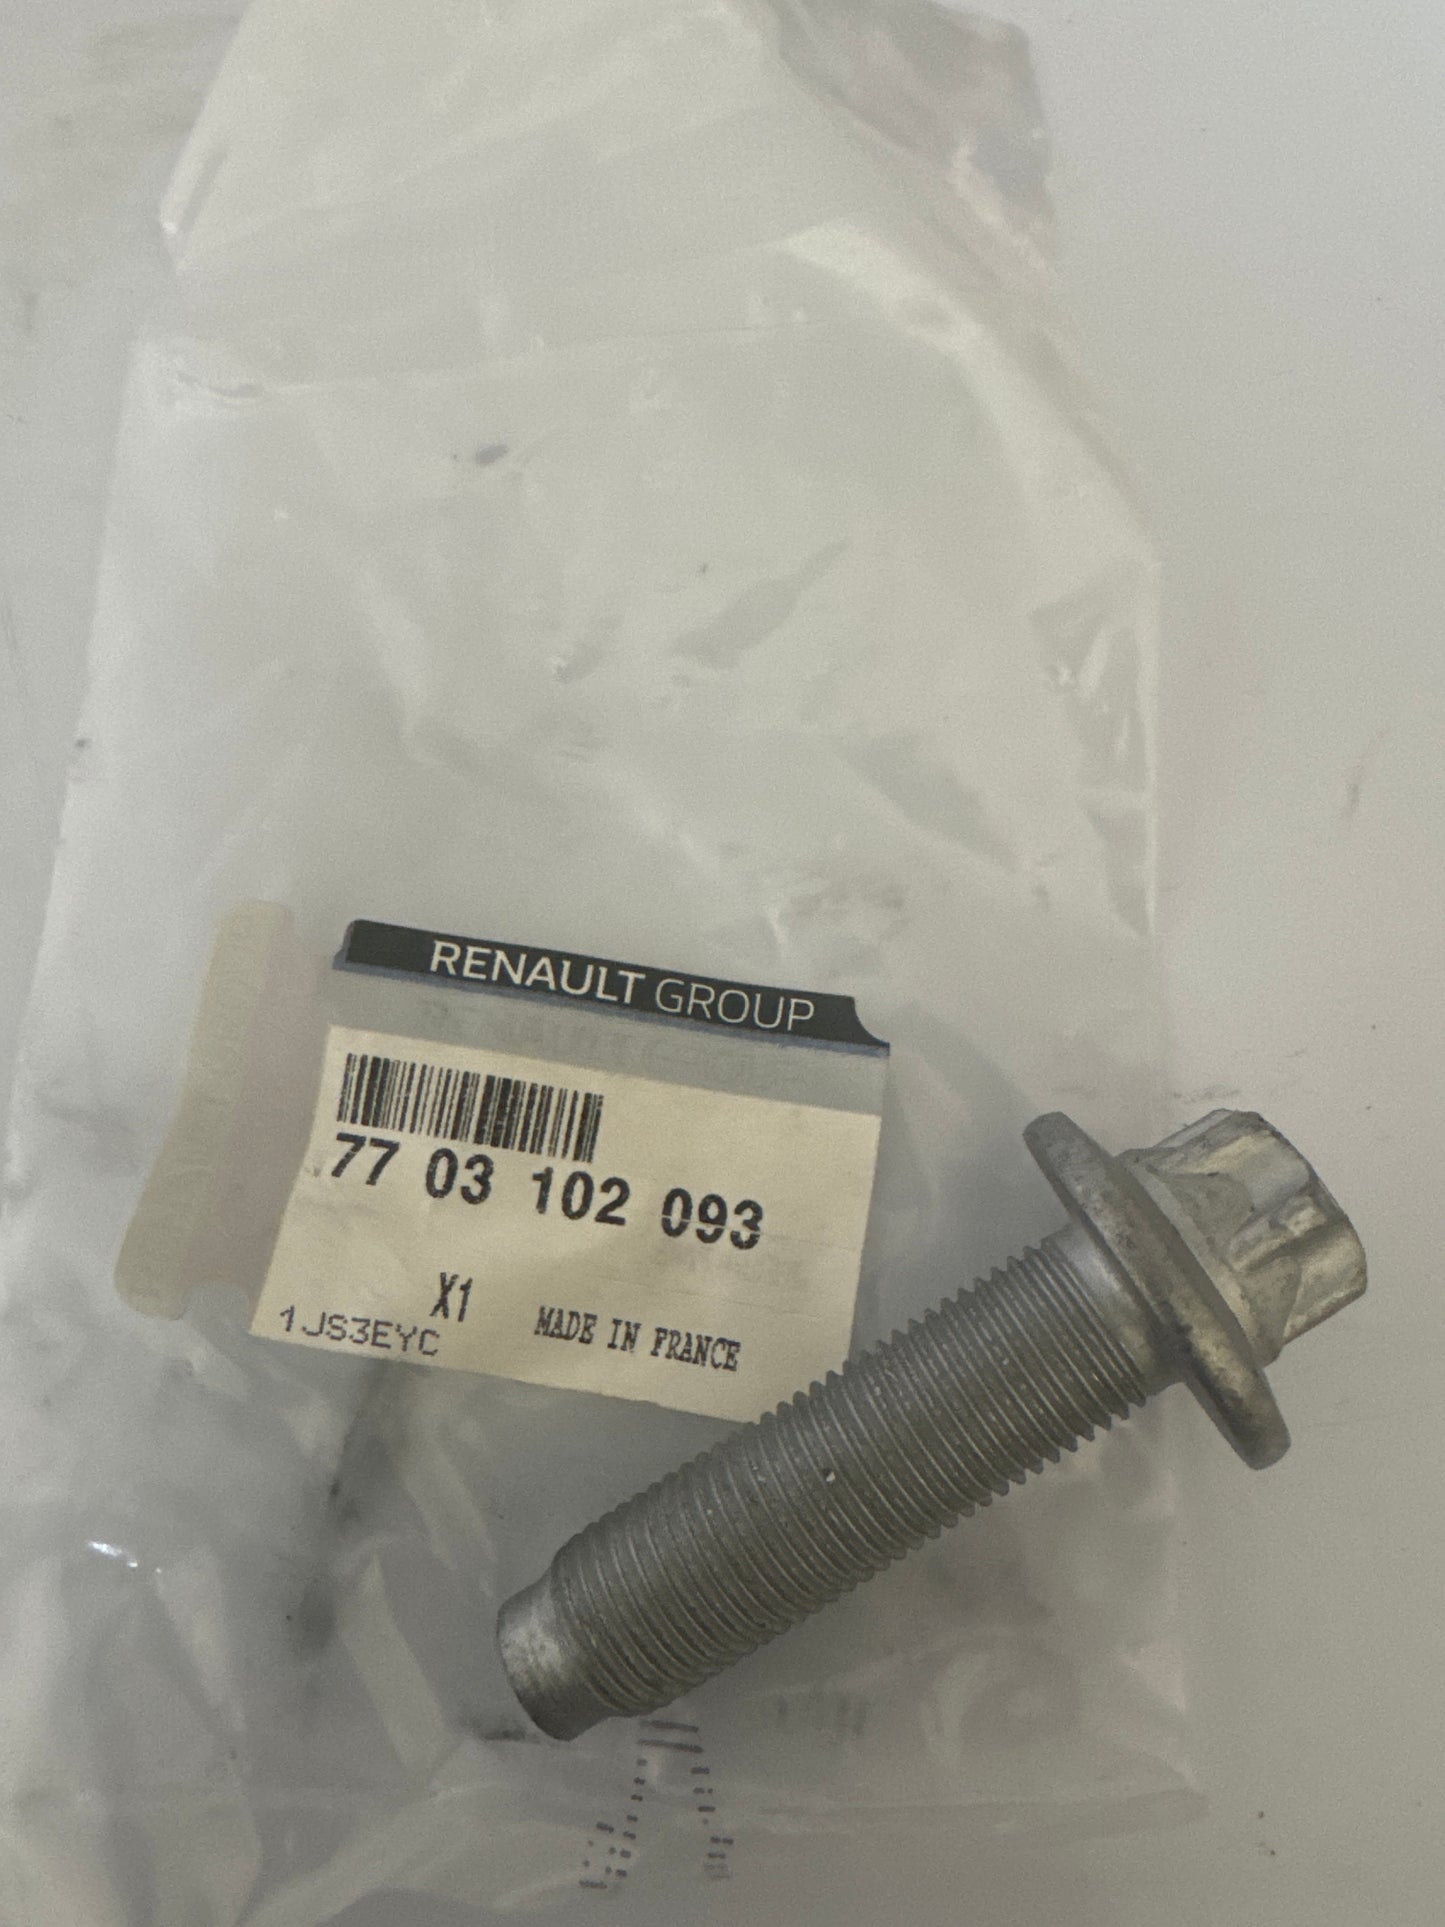 RENAULT GROUP
77 03 102 093
X1
MADE IN FRANCE
1JS3EYC